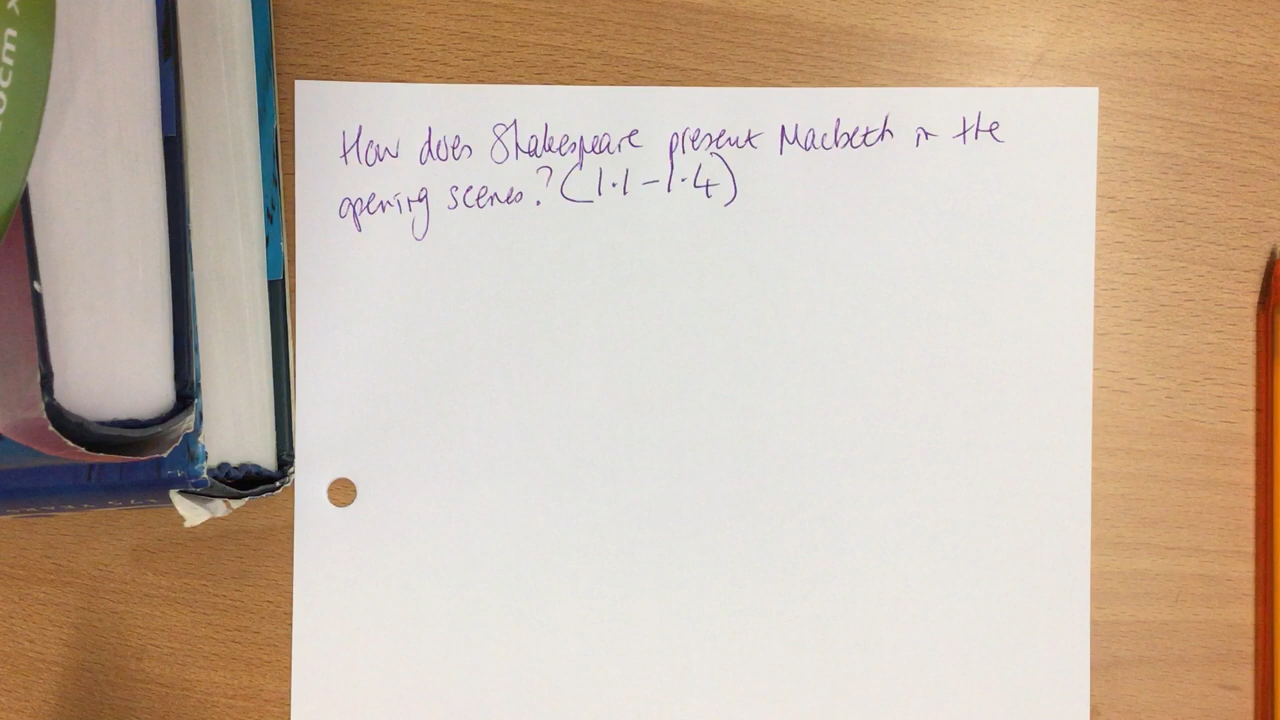 How does Shakespeare present Macbeth in the
opening scenes? (1.1 – 1.4)